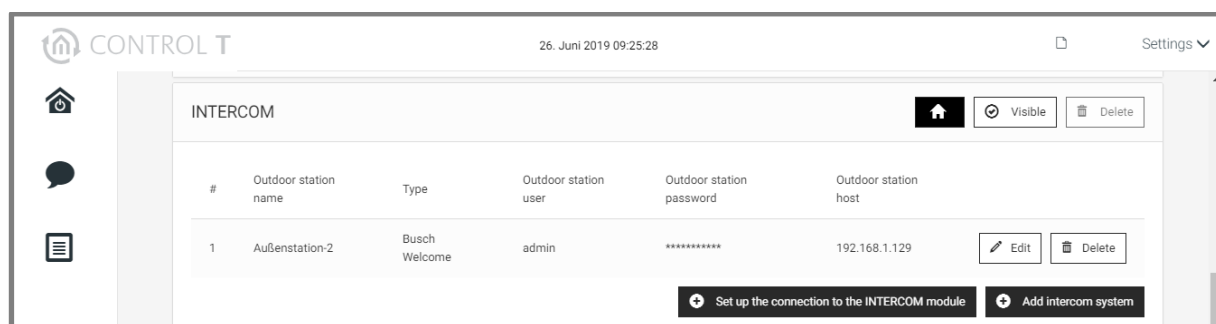 CONTROL T
26. Juni 2019 09:25:28
Settings
INTERCOM
Visible
Delete
# Outdoor station name Type Outdoor station user Outdoor station password Outdoor station host
1 Außenstation-2 Busch Welcome admin *********** 192.168.1.129 Edit Delete
Set up the connection to the INTERCOM module
Add intercom system